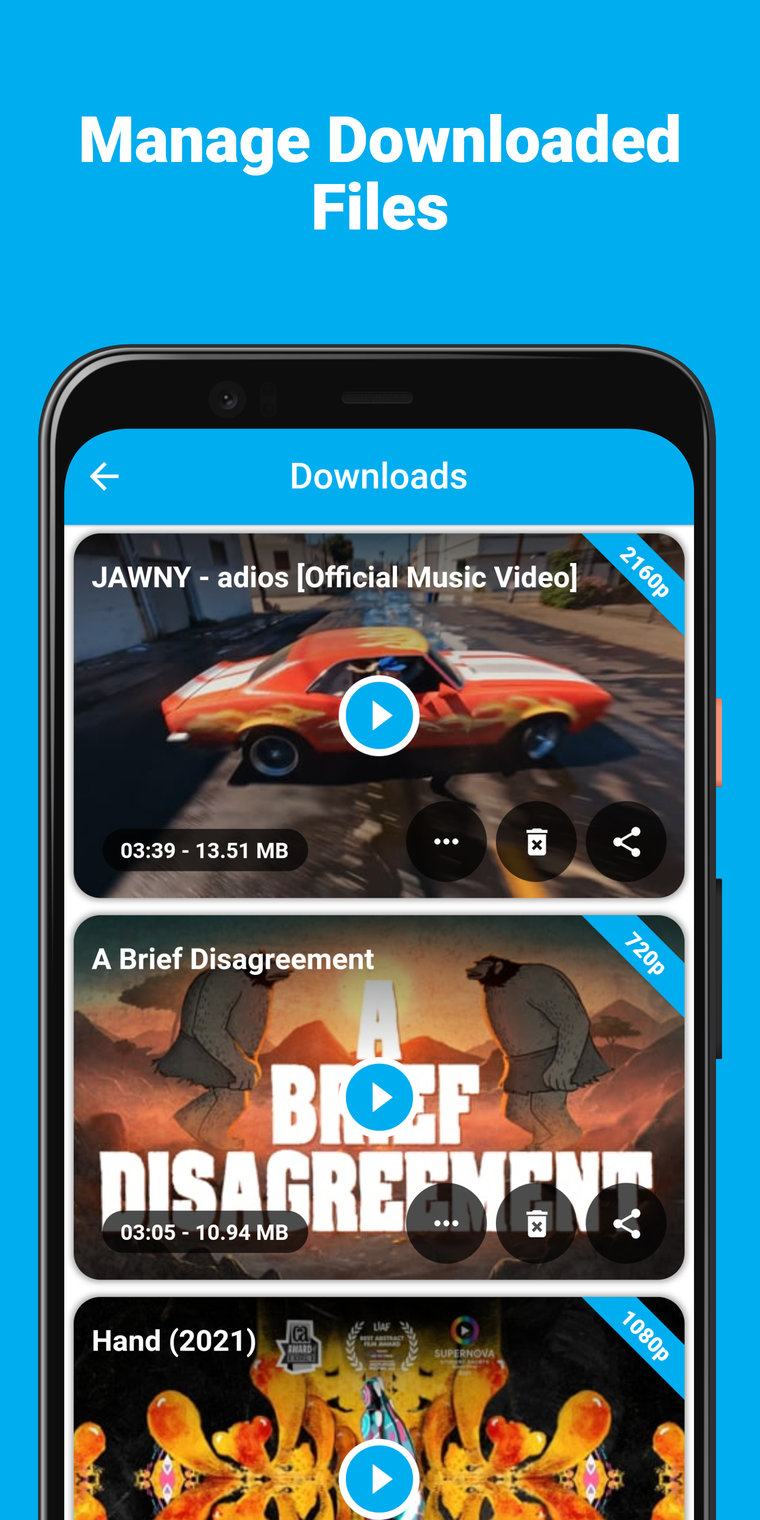 Manage Downloaded
Files
Downloads
JAWNY - adios [Official Music Video]
2160p
03:39 - 13.51 MB
A Brief Disagreement
720p
A
BRIEF
DISAGREEMENT
03:05 - 10.94 MB
Hand (2021)
1080p
AWARD
LIAF
BEST ABSTRACT
FILM AWARD
SUPERNOVA